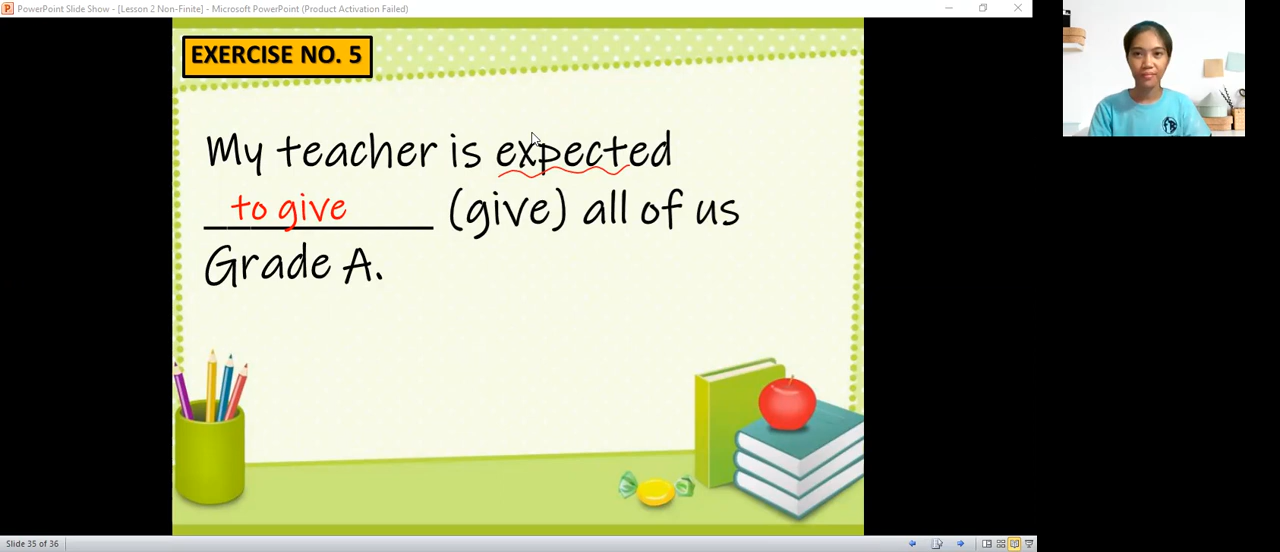 PowerPoint Slide Show - [Lesson 2 Non-Finite] - Microsoft PowerPoint (Product Activation Failed)
EXERCISE NO. 5
My teacher is expected
to give (give) all of us
Grade A.
Slide 35 of 36